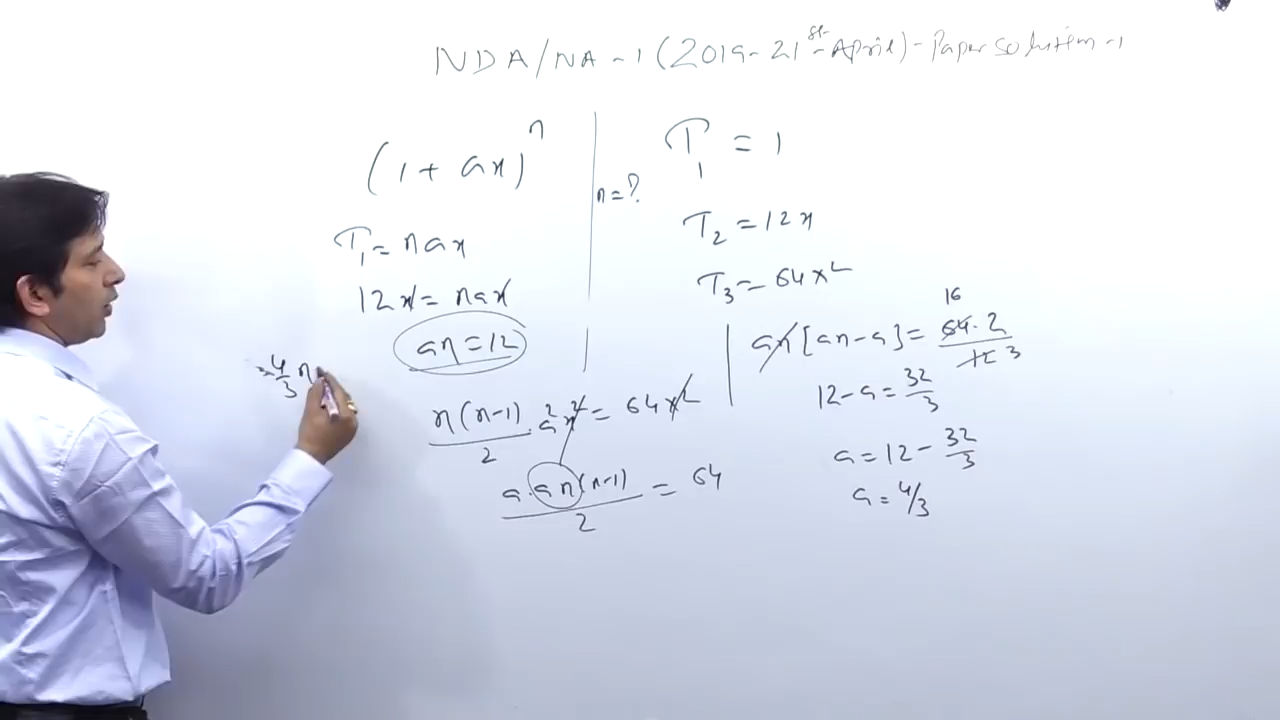 NDA/NA-1 (2019-21st-April)-Paper Solution-1
(1+ax)^n
n=?
T₁=nax
12x=nax
an=12
⇒4/3 n
n(n-1)/2 . a²x²=64x²
a.an(n-1)/2=64
T₁=1
T₂=12x
T₃=64x²
16
an[an-a]=64.2/12 3
12-a=32/3
a=12-32/3
a=4/3